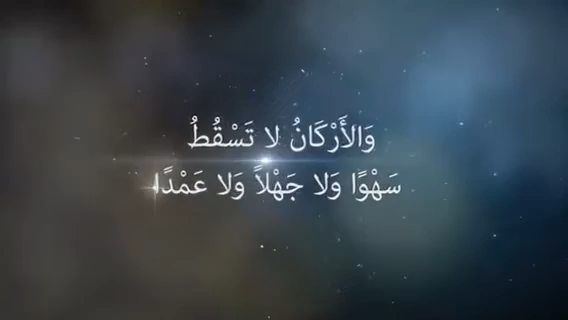 وَالأَرْكَانُ لا تَسْقُطُ
سَهْوًا وَلا جَهْلاً وَلا عَمْدًا